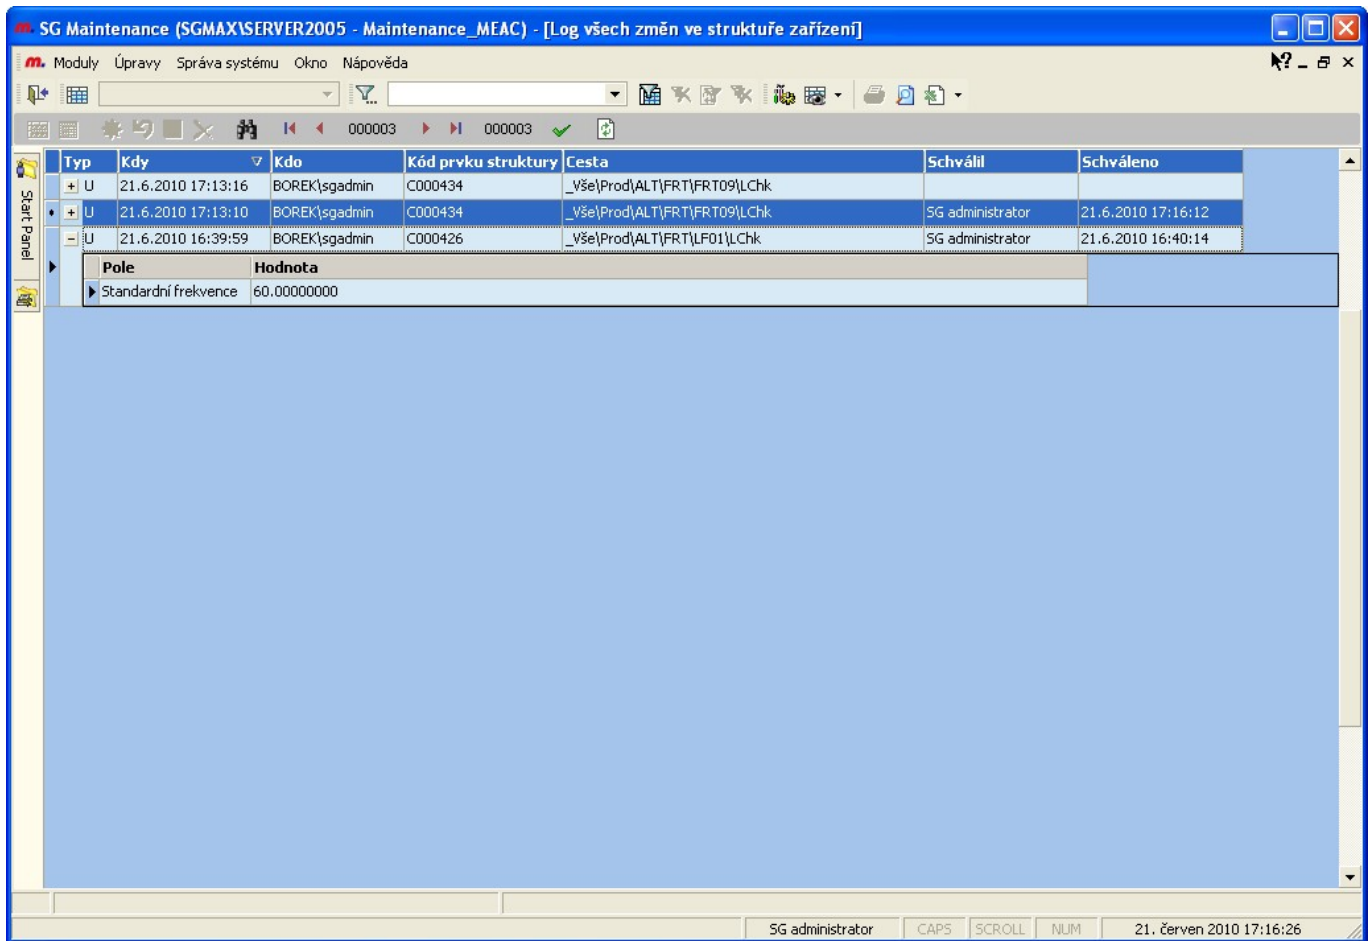 m. SG Maintenance (SGMAX\SERVER2005 - Maintenance_MEAC) - [Log všech změn ve struktuře zařízení]
m. Moduly Úpravy Správa systému Okno Nápověda
000003 000003
Start Panel
Typ Kdy Kdo Kód prvku struktury Cesta Schválil Schváleno
U 21.6.2010 17:13:16 BOREK\sgadmin C000434 _Vše\Prod\ALT\FRT\FRT09\LChk
U 21.6.2010 17:13:10 BOREK\sgadmin C000434 _Vše\Prod\ALT\FRT\FRT09\LChk SG administrator 21.6.2010 17:16:12
U 21.6.2010 16:39:59 BOREK\sgadmin C000426 _Vše\Prod\ALT\FRT\LF01\LChk SG administrator 21.6.2010 16:40:14
Pole Hodnota
Standardní frekvence 60.00000000
SG administrator CAPS SCROLL NUM 21. červen 2010 17:16:26